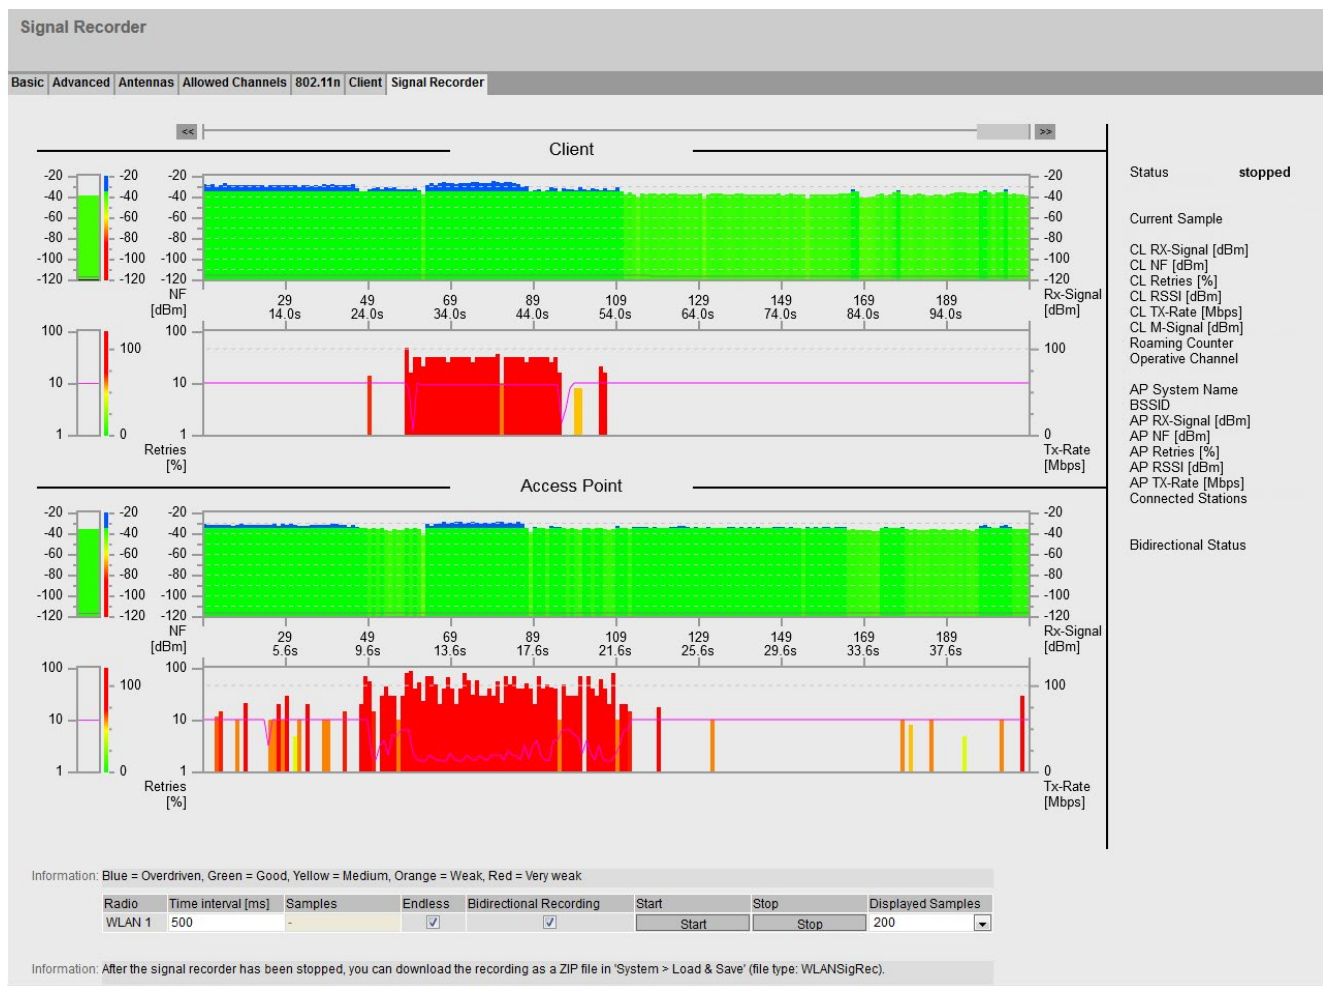 Signal Recorder
Basic Advanced Antennas Allowed Channels 802.11n Client Signal Recorder
<< >>
Client
-20 -20 -20 -20
-40 -40 -40 -40
-60 -60 -60 -60
-80 -80 -80 -80
-100 -100 -100 -100
-120 -120 -120 -120
NF [dBm] 29 49 69 89 109 129 149 169 189 Rx-Signal [dBm]
14.0s 24.0s 34.0s 44.0s 54.0s 64.0s 74.0s 84.0s 94.0s
100 100 100 100
10 10
1 0 1 0
Retries [%] Tx-Rate [Mbps]
Access Point
-20 -20 -20 -20
-40 -40 -40 -40
-60 -60 -60 -60
-80 -80 -80 -80
-100 -100 -100 -100
-120 -120 -120 -120
NF [dBm] 29 49 69 89 109 129 149 169 189 Rx-Signal [dBm]
5.6s 9.6s 13.6s 17.6s 21.6s 25.6s 29.6s 33.6s 37.6s
100 100 100 100
10 10
1 0 1 0
Retries [%] Tx-Rate [Mbps]
Status stopped
Current Sample
CL RX-Signal [dBm]
CL NF [dBm]
CL Retries [%]
CL RSSI [dBm]
CL TX-Rate [Mbps]
CL M-Signal [dBm]
Roaming Counter
Operative Channel
AP System Name
BSSID
AP RX-Signal [dBm]
AP NF [dBm]
AP Retries [%]
AP RSSI [dBm]
AP TX-Rate [Mbps]
Connected Stations
Bidirectional Status
Information: Blue = Overdriven, Green = Good, Yellow = Medium, Orange = Weak, Red = Very weak
Radio Time interval [ms] Samples Endless Bidirectional Recording Start Stop Displayed Samples
WLAN 1 500 - Start Stop 200
Information: After the signal recorder has been stopped, you can download the recording as a ZIP file in 'System > Load & Save' (file type: WLANSigRec).